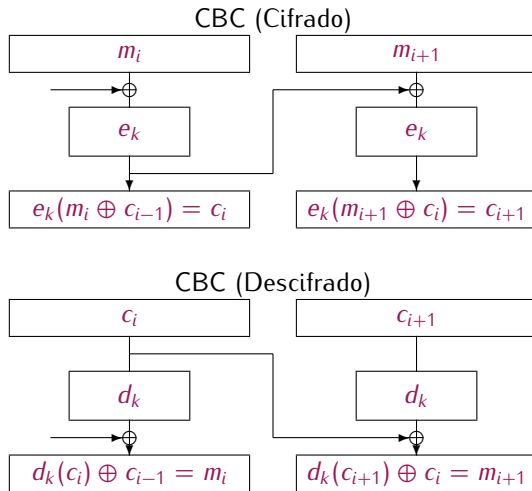 CBC (Cifrado)
m_i
m_{i+1}
e_k
e_k
e_k(m_i ⊕ c_{i−1}) = c_i
e_k(m_{i+1} ⊕ c_i) = c_{i+1}
CBC (Descifrado)
c_i
c_{i+1}
d_k
d_k
d_k(c_i) ⊕ c_{i−1} = m_i
d_k(c_{i+1}) ⊕ c_i = m_{i+1}